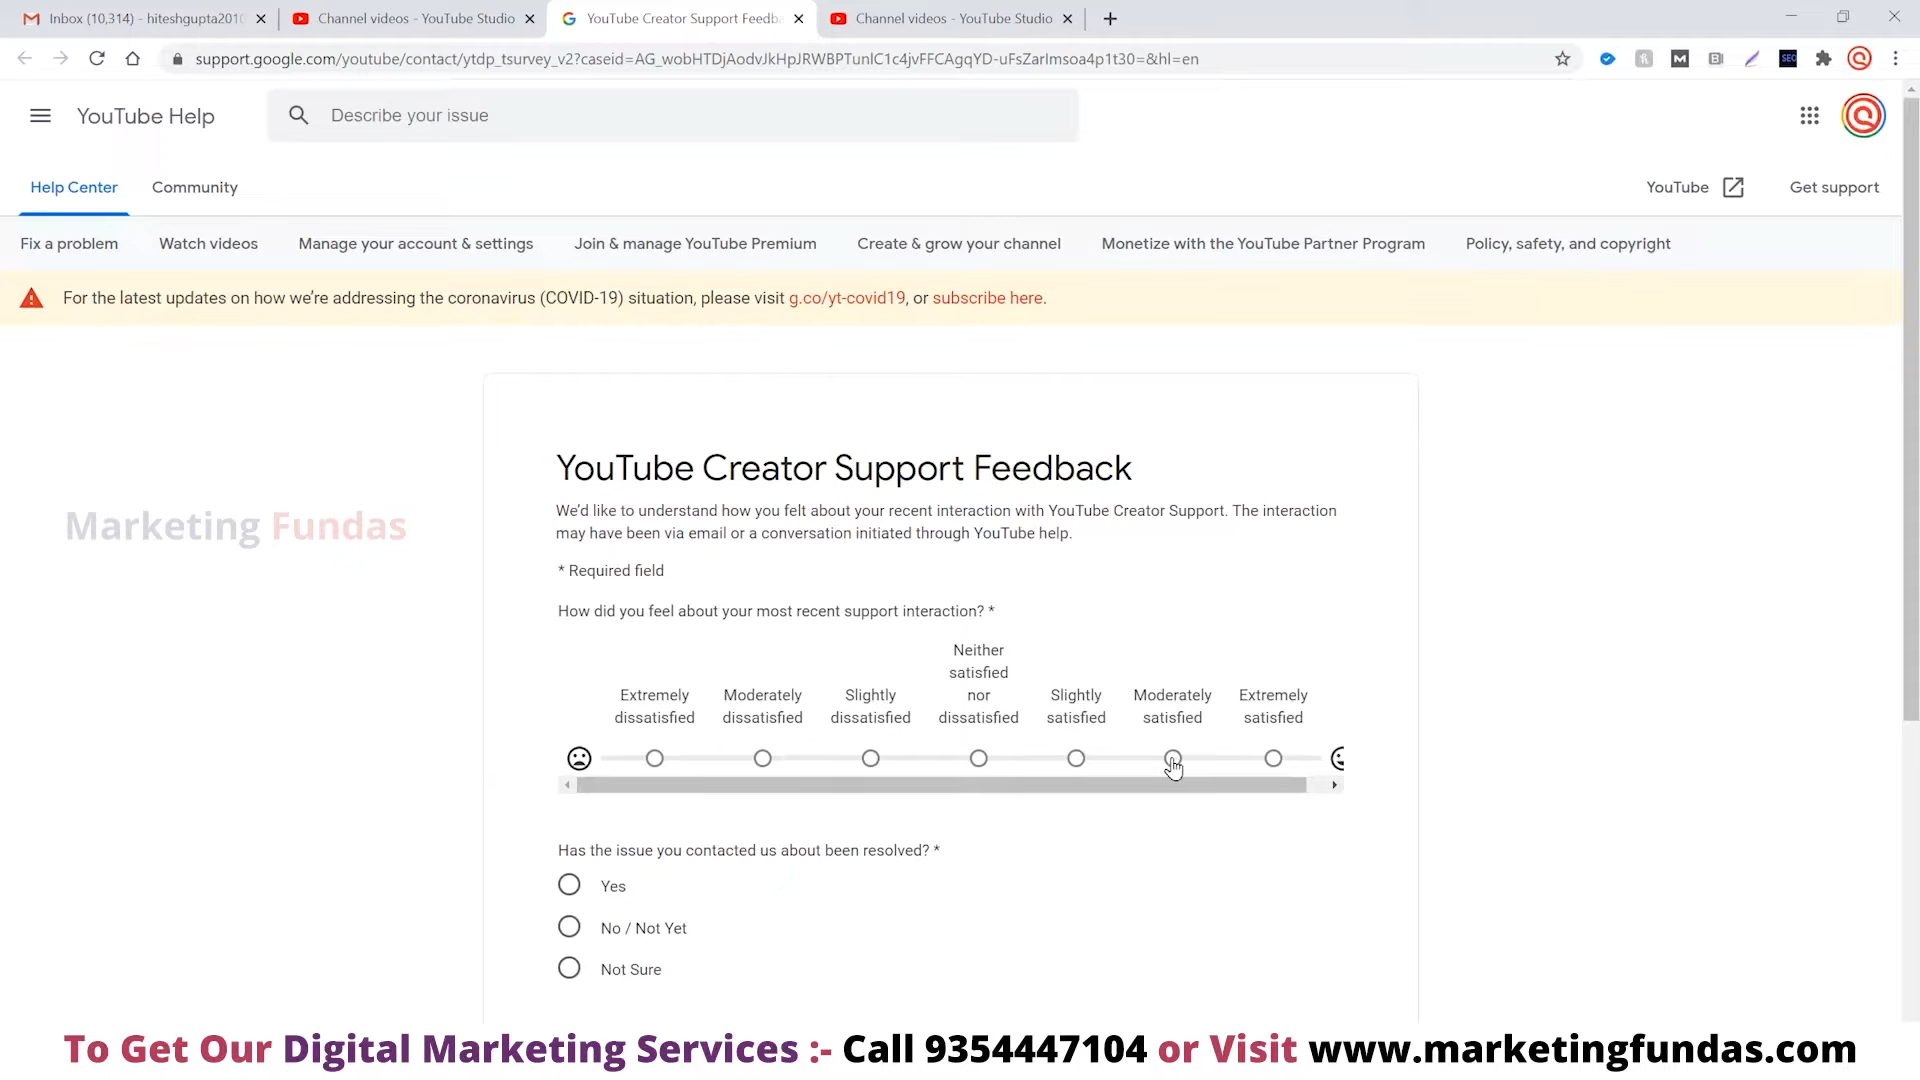 Inbox (10,314) - hiteshgupta201
Channel videos - YouTube Studio
YouTube Creator Support Feedba
Channel videos - YouTube Studio
support.google.com/youtube/contact/ytdp_tsurvey_v2?caseid=AG_wobHTDjAodvJkHpJRWBPTunlC1c4jvFFCAgqYD-uFsZarImsoa4p1t30=&hl=en
YouTube Help
Describe your issue
Help Center
Community
YouTube
Get support
Fix a problem
Watch videos
Manage your account & settings
Join & manage YouTube Premium
Create & grow your channel
Monetize with the YouTube Partner Program
Policy, safety, and copyright
For the latest updates on how we're addressing the coronavirus (COVID-19) situation, please visit g.co/yt-covid19, or subscribe here.
YouTube Creator Support Feedback
We'd like to understand how you felt about your recent interaction with YouTube Creator Support. The interaction
may have been via email or a conversation initiated through YouTube help.
Marketing Fundas
* Required field
How did you feel about your most recent support interaction? *
Extremely
dissatisfied
Moderately
dissatisfied
Slightly
dissatisfied
Neither
satisfied
nor
dissatisfied
Slightly
satisfied
Moderately
satisfied
Extremely
satisfied
Has the issue you contacted us about been resolved? *
Yes
No / Not Yet
Not Sure
To Get Our Digital Marketing Services :- Call 9354447104 or Visit www.marketingfundas.com